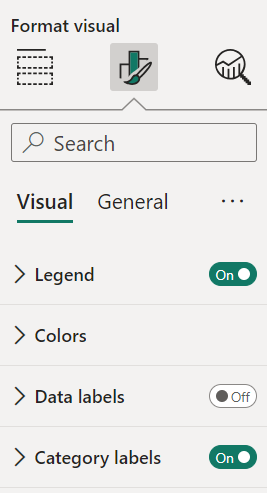 Format visual
Search
Visual General ...
Legend On
Colors
Data labels Off
Category labels On